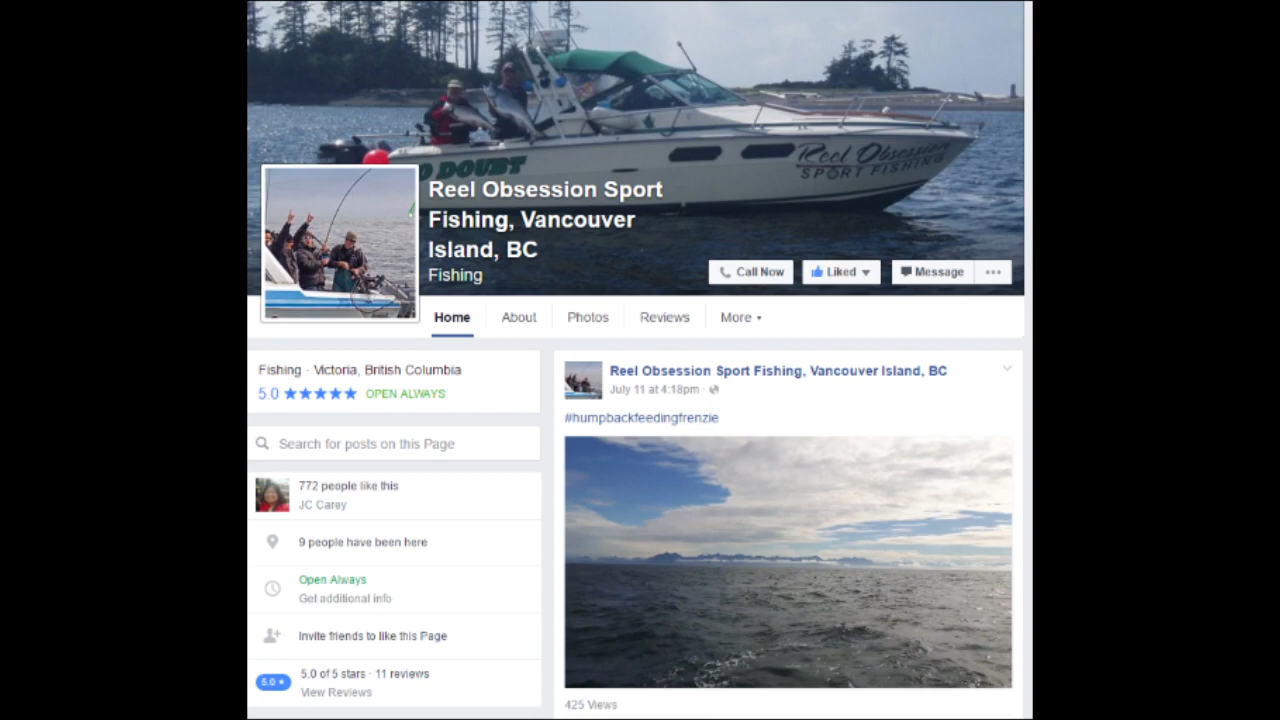 Reel Obsession
SPORT FISHING
O DOUBT
Reel Obsession Sport
Fishing, Vancouver
Island, BC
Fishing
Call Now
Liked
Message
Home About Photos Reviews More
Fishing · Victoria, British Columbia
5.0 OPEN ALWAYS
Search for posts on this Page
772 people like this
JC Carey
9 people have been here
Open Always
Get additional info
Invite friends to like this Page
5.0
5.0 of 5 stars · 11 reviews
View Reviews
Reel Obsession Sport Fishing, Vancouver Island, BC
July 11 at 4:18pm ·
#humpbackfeedingfrenzie
425 Views